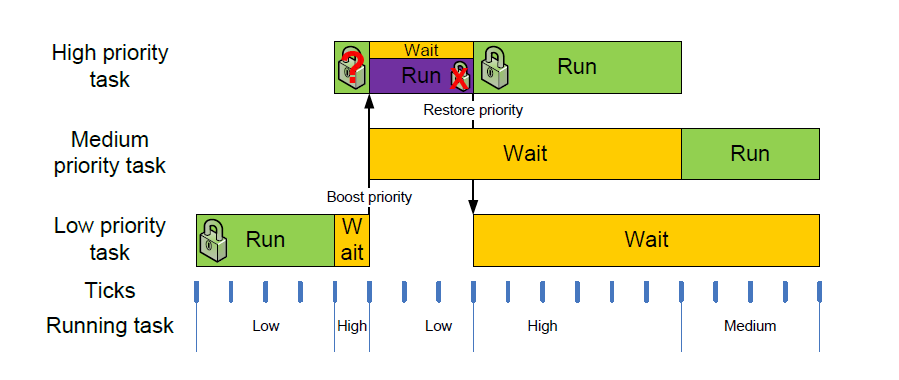 High priority
task
Wait
Run
Run
Restore priority
Medium
priority task
Wait
Run
Boost priority
Low priority
task
Run
W
ait
Wait
Ticks
Running task
Low
High
Low
High
Medium